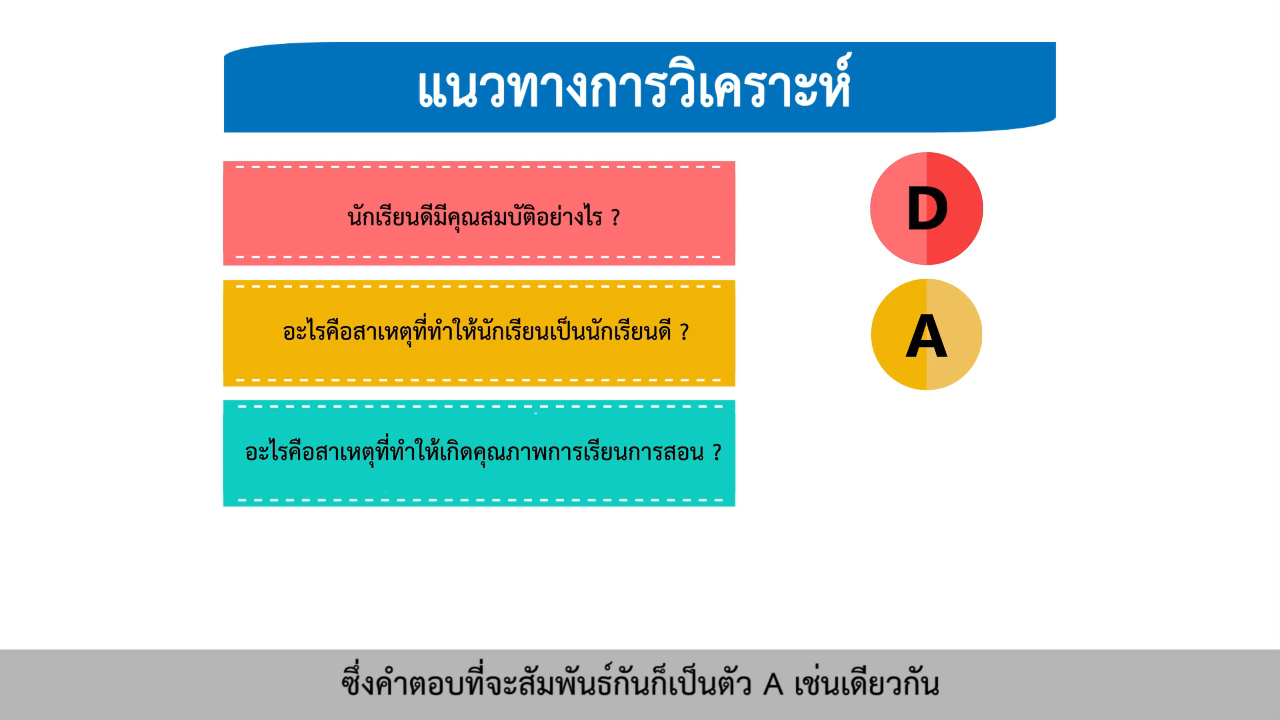 แนวทางการวิเคราะห์
นักเรียนดีมีคุณสมบัติอย่างไร ?
D
อะไรคือสาเหตุที่ทำให้นักเรียนเป็นนักเรียนดี ?
A
อะไรคือสาเหตุที่ทำให้เกิดคุณภาพการเรียนการสอน ?
ซึ่งคำตอบที่จะสัมพันธ์กันก็เป็นตัว A เช่นเดียวกัน